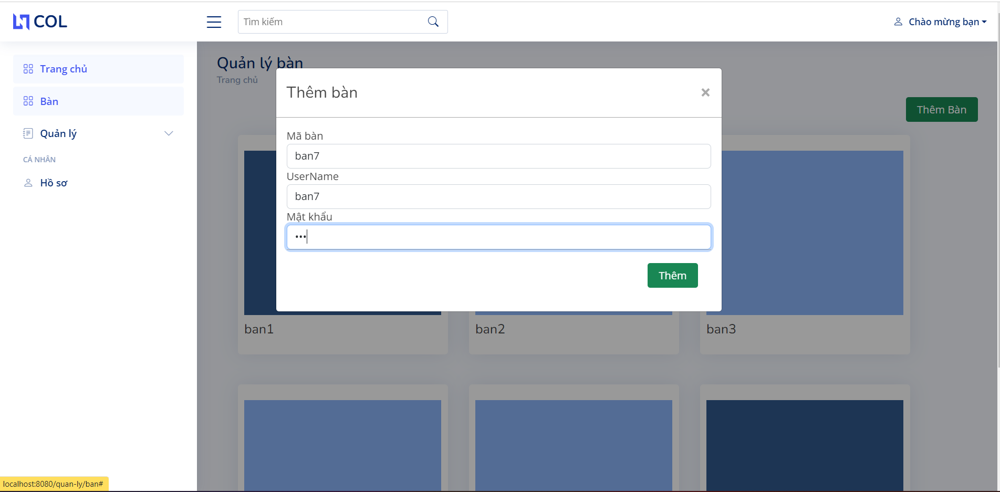 COL
Tìm kiếm
Chào mừng bạn
Trang chủ
Bàn
Quản lý
CÁ NHÂN
Hồ sơ
Quản lý bàn
Trang chủ
Thêm Bàn
Thêm bàn
×
Mã bàn
ban7
UserName
ban7
Mật khẩu
•••
Thêm
ban1
ban2
ban3
localhost:8080/quan-ly/ban#